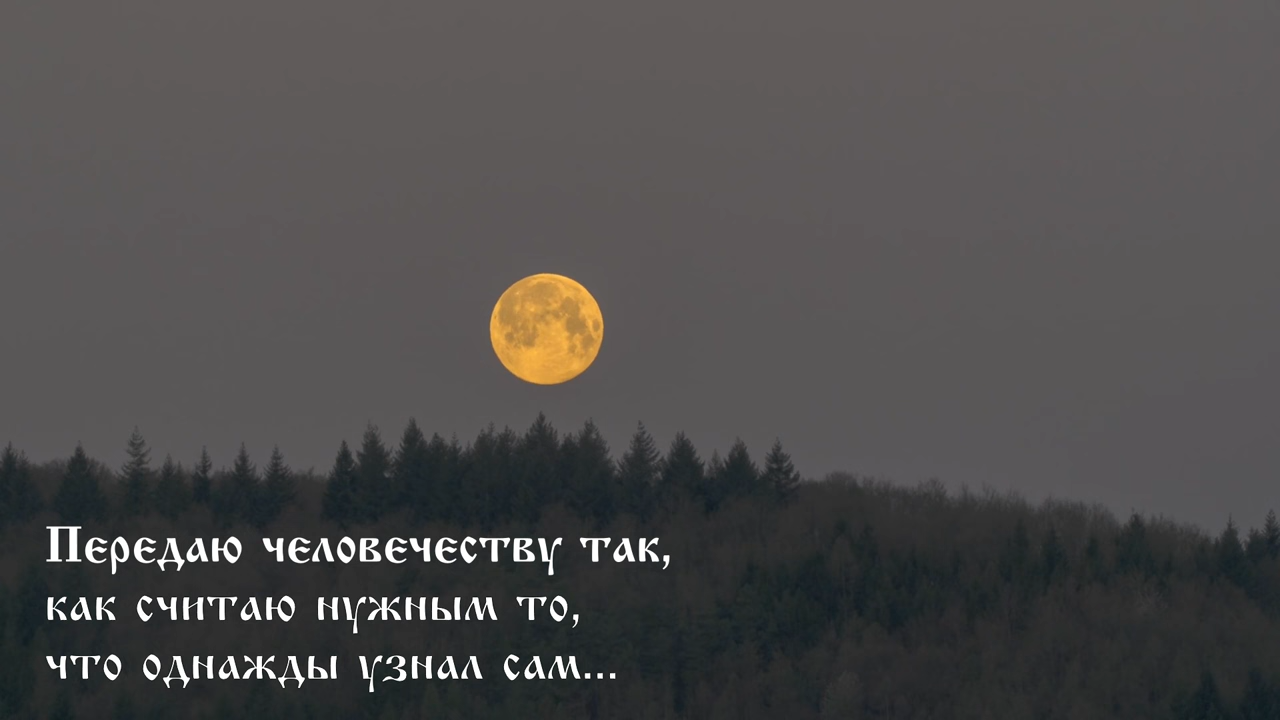 Передаю человечеству так,
как считаю нужным то,
что однажды узнал сам...